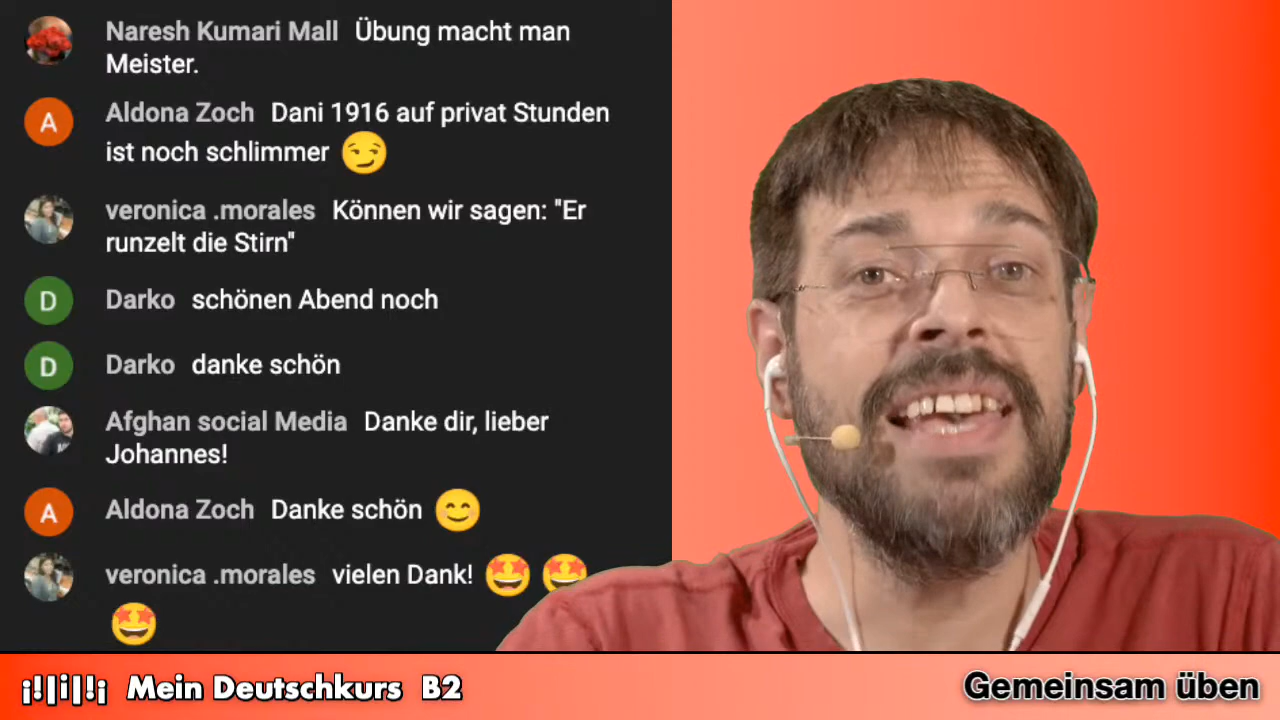 Naresh Kumari Mall Übung macht man
Meister.
A Aldona Zoch Dani 1916 auf privat Stunden
ist noch schlimmer 😏
veronica .morales Können wir sagen: "Er
runzelt die Stirn"
D Darko schönen Abend noch
D Darko danke schön
Afghan social Media Danke dir, lieber
Johannes!
A Aldona Zoch Danke schön 😊
veronica .morales vielen Dank! 🤩 🤩
🤩
¡!|i|!¡ Mein Deutschkurs B2
Gemeinsam üben